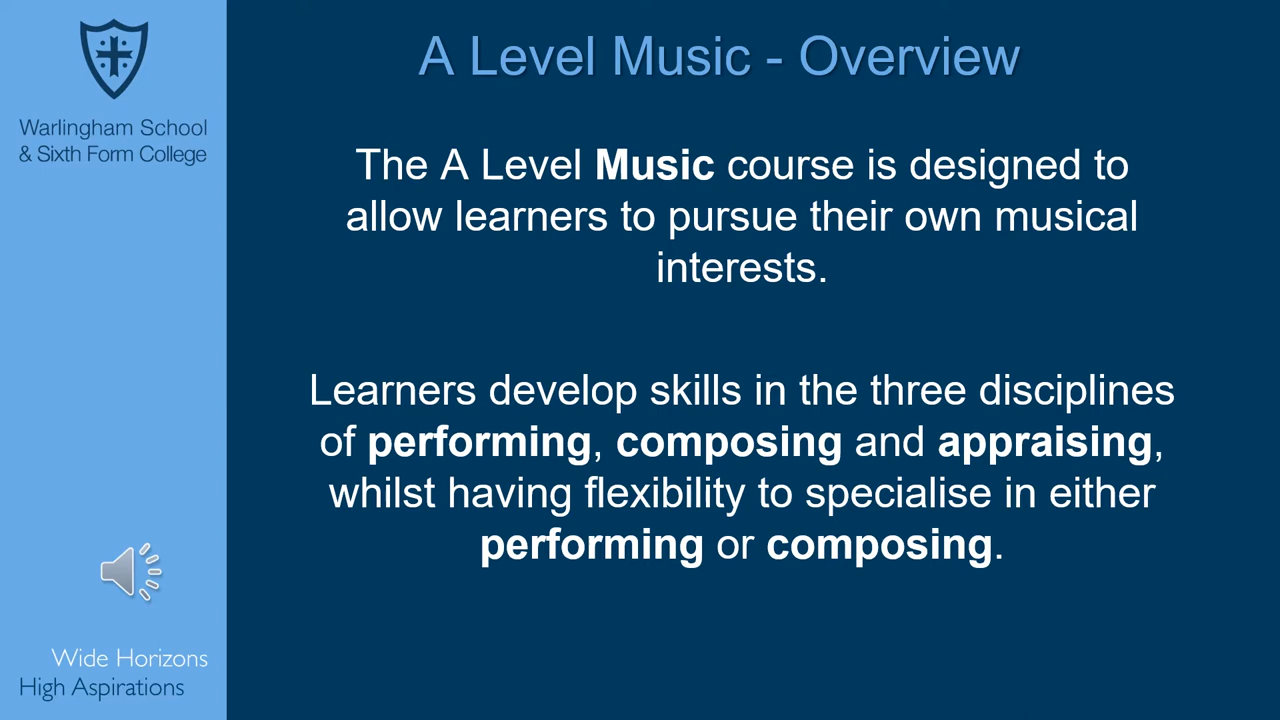 Warlingham School
& Sixth Form College
A Level Music - Overview
The A Level Music course is designed to
allow learners to pursue their own musical
interests.
Learners develop skills in the three disciplines
of performing, composing and appraising,
whilst having flexibility to specialise in either
performing or composing.
Wide Horizons
High Aspirations